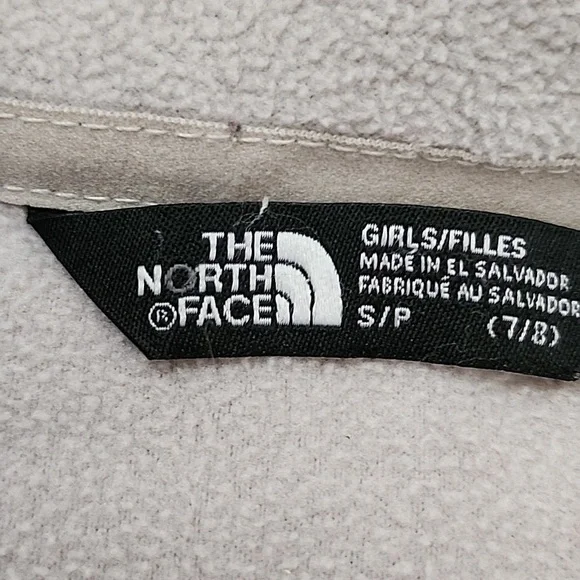 THE
NORTH
®FACE
GIRLS/FILLES
MADE IN EL SALVADOR
FABRIQUÉ AU SALVADOR
S/P (7/8)